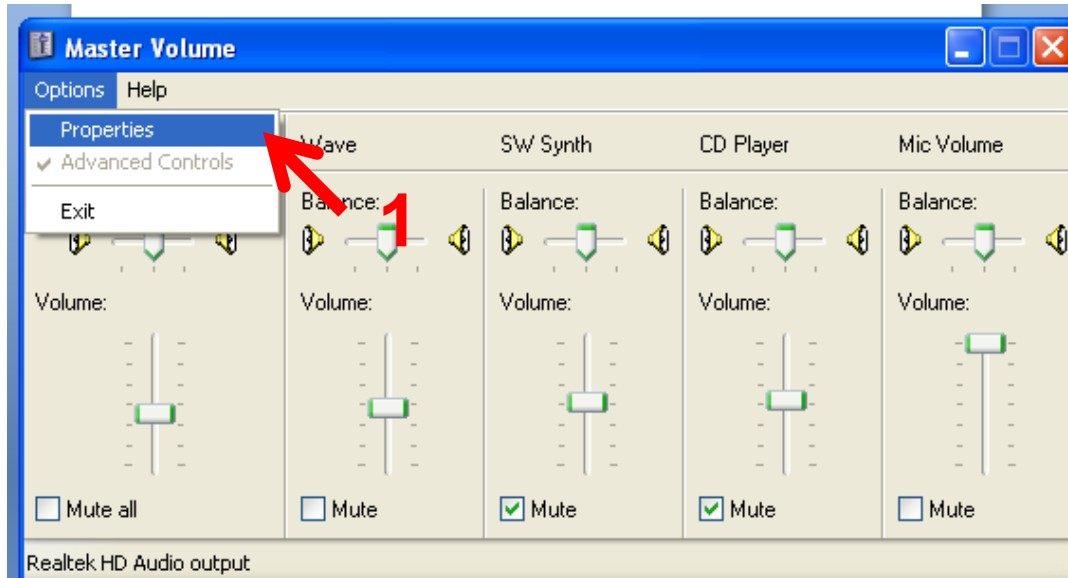 Master Volume
Options Help
Properties
Advanced Controls
Exit
Wave SW Synth CD Player Mic Volume
1
Balance: Balance: Balance: Balance:
Volume: Volume: Volume: Volume: Volume:
Mute all Mute Mute Mute Mute
Realtek HD Audio output